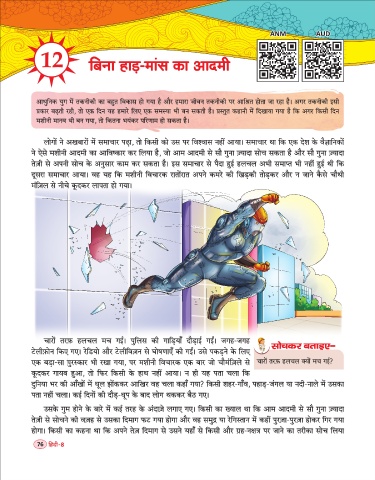 ANM
AUD
12
बिना हाड़-मांस का आदमी
आधुनिक युग में तकनीकी का बहुत विकास हो गया है और हमारा जीवन तकनीकी पर आश्रित होता जा रहा है। अगर तकनीकी इसी
प्रकार बढ़ती रही, तो एक दिन यह हमारे लिए एक समस्या भी बन सकती है। प्रस्तुत कहानी में दिखाया गया है कि अगर किसी दिन
मशीनी मानव भी बन गया, तो कितना भयंकर परिणाम हो सकता है।
लोगों ने अखबारों में समाचार पढ़ा, तो किसी को उस पर विश्वास नहीं आया। समाचार था कि एक देश के वैज्ञानिकों
ने ऐसे मशीनी आदमी का आविष्कार कर लिया है, जो आम आदमी से सौ गुना ज़्यादा सोच सकता है और सौ गुना ज़्यादा
तेज़ी से अपनी सोच के अनुसार काम कर सकता है। इस समाचार से पैदा हुई हलचल अभी समाप्त भी नहीं हुई थी कि
दूसरा समाचार आया। वह यह कि मशीनी विचारक रातोंरात अपने कमरे की खिड़की तोड़कर और न जाने कैसे चौथी
मंज़िल से नीचे कूदकर लापता हो गया।
चारों तरफ़ हलचल मच गई। पुलिस की गाड़ियाँ दौड़ाई गईं। जगह-जगह
टेलीफ़ोन किए गए। रेडियो और टेलीविज़न से घोषणाएँ की गईं। उसे पकड़ने के लिए
एक बड़ा-सा पुरस्कार भी रखा गया, पर मशीनी विचारक एक बार जो चौमंज़िले से
कूदकर गायब हुआ, तो फिर किसी के हाथ नहीं आया। न ही यह पता चला कि
दुनिया भर की आँखों में धूल झोंककर आखिर वह चला कहाँ गया? किसी शहर-गाँव, पहाड़-जंगल या नदी-नाले में उसका
पता नहीं चला। कई दिनों की दौड़-धूप के बाद लोग थककर बैठ गए।
सोचकर बताइए–
चारों तरफ़ हलचल क्यों मच गई?
उसके गुम होने के बारे में कई तरह के अंदाज़े लगाए गए। किसी का ख्याल था कि आम आदमी से सौ गुना ज़्यादा
तेज़ी से सोचने की वजह से उसका दिमाग फट गया होगा और वह समुद्र या रेगिस्तान में कहीं पुरज़ा-पुरज़ा होकर गिर गया
होगा। किसी का कहना था कि अपने तेज़ दिमाग से उसने यहाँ से किसी और ग्रह-नक्षत्र पर जाने का तरीका सोच लिया
76 हिंदी-8